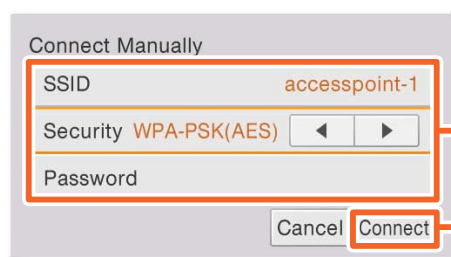 Connect Manually
SSID accesspoint-1
Security WPA-PSK(AES)
Password
Cancel Connect